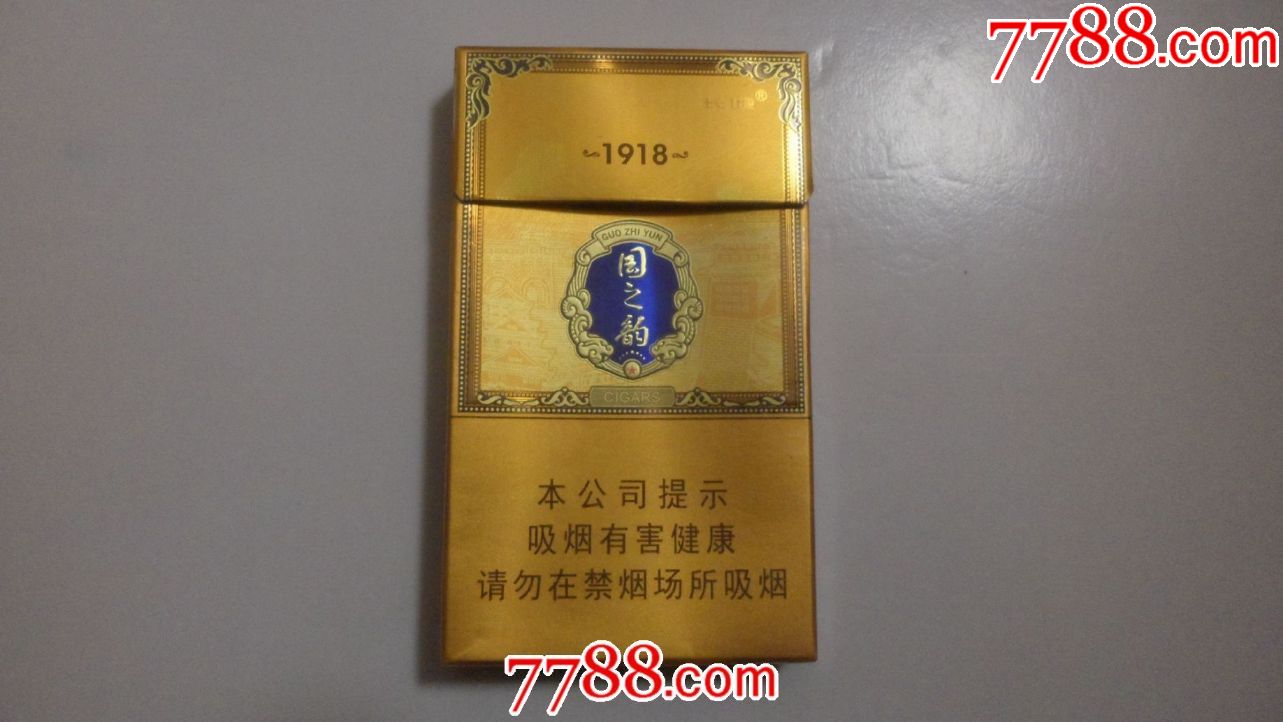 7788.com
®
1918
GUO ZHI YUN
国之韵
CIGARS
本公司提示
吸烟有害健康
请勿在禁烟场所吸烟
7788.com